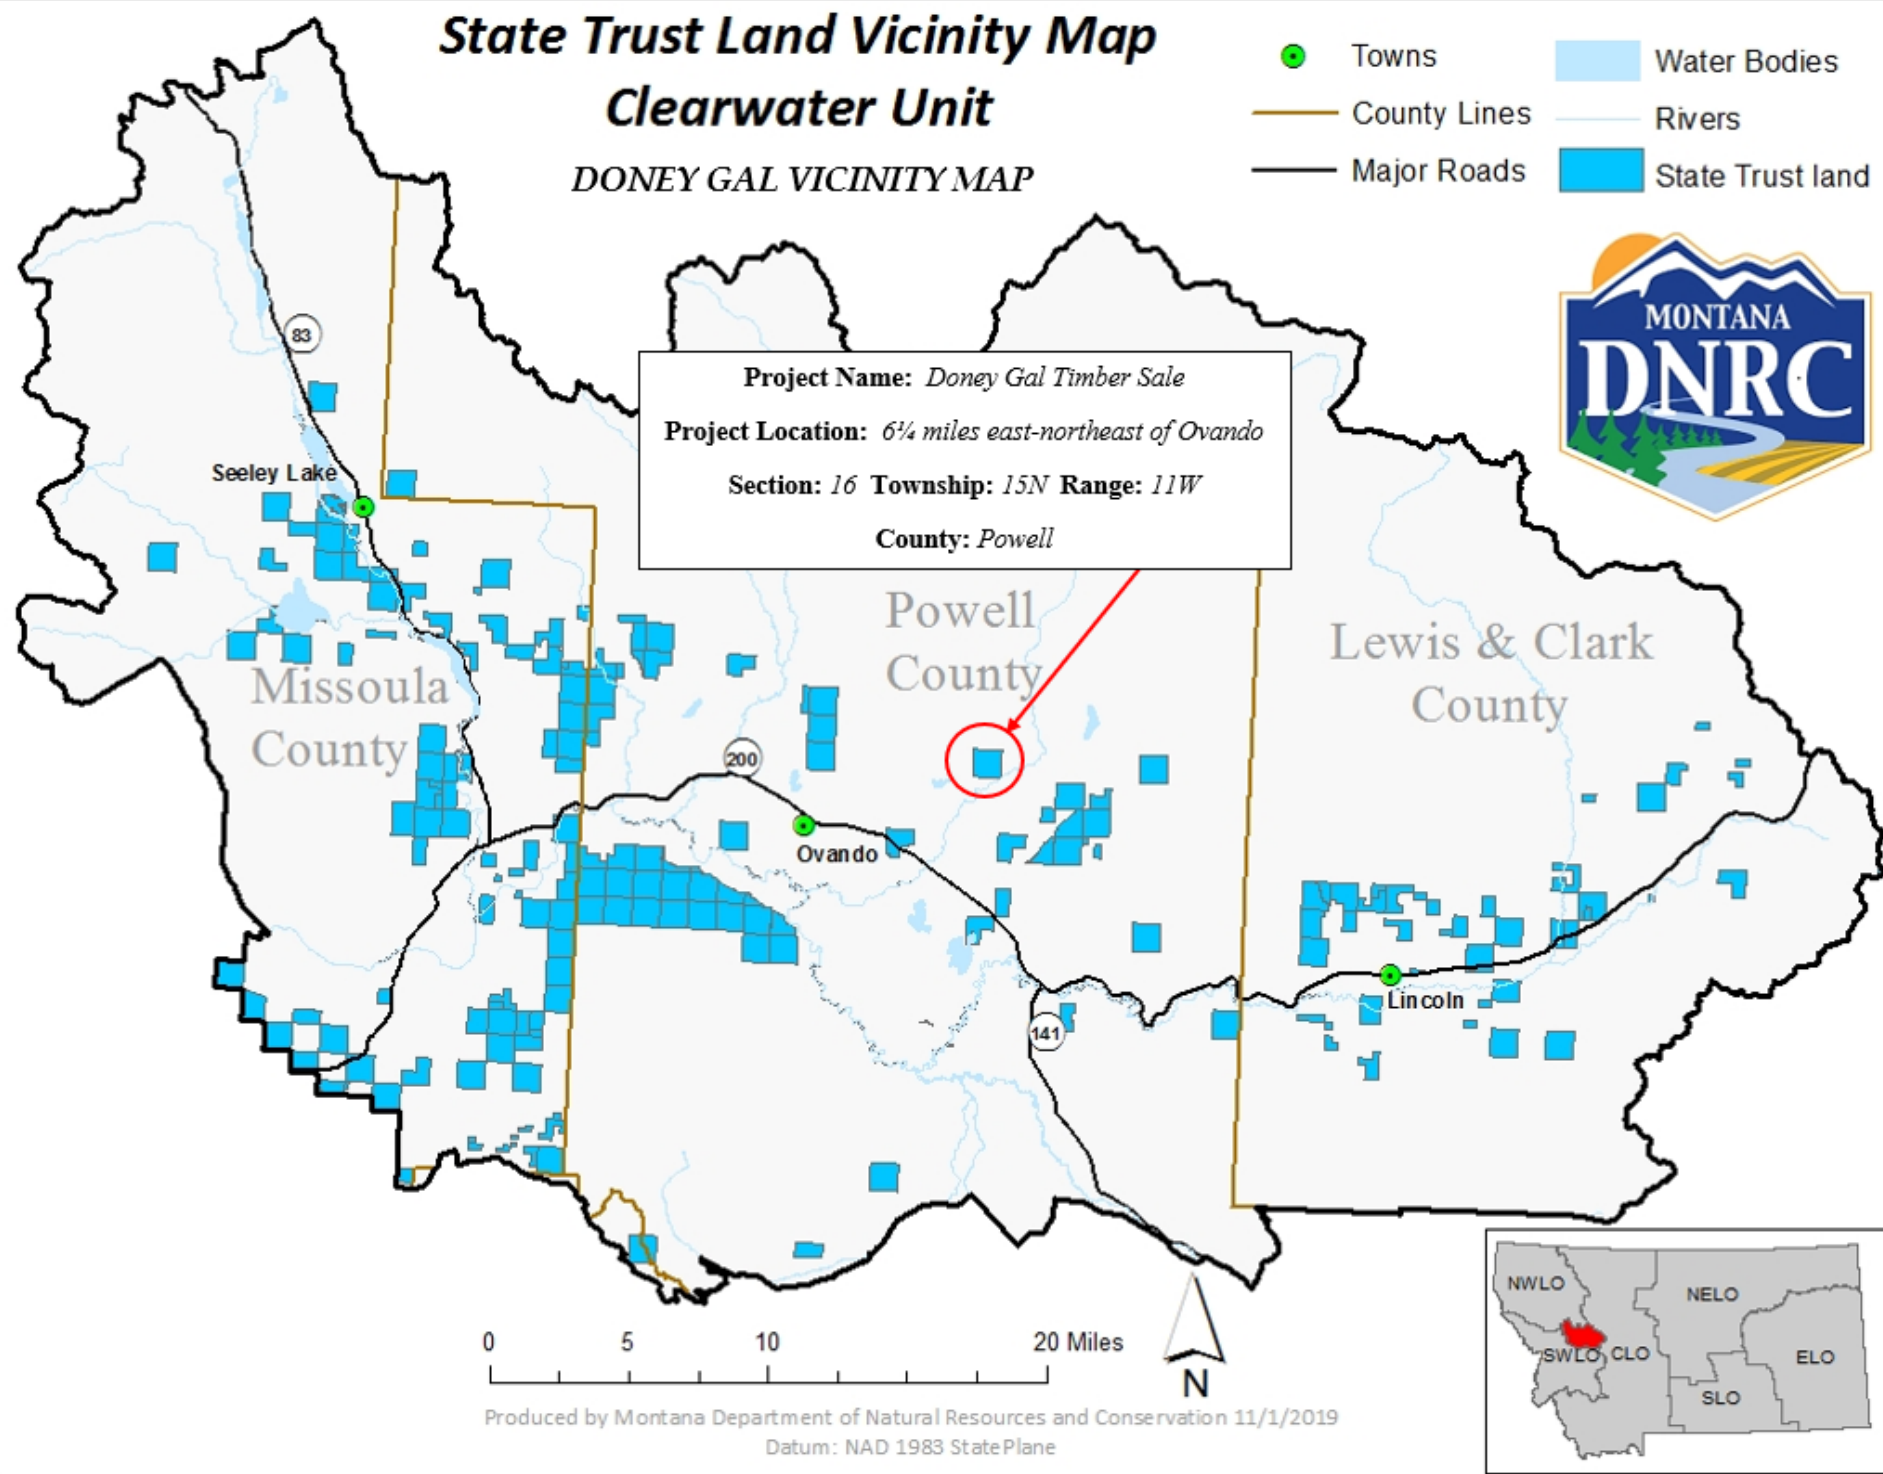 State Trust Land Vicinity Map
Clearwater Unit
DONEY GAL VICINITY MAP
Towns
County Lines
Major Roads
Water Bodies
Rivers
State Trust land
MONTANA
DNRC
83
Project Name: Doney Gal Timber Sale
Project Location: 6¼ miles east-northeast of Ovando
Section: 16 Township: 15N Range: 11W
County: Powell
Seeley Lake
Powell
County
Lewis & Clark
County
Missoula
County
200
Ovando
Lincoln
141
0 5 10 20 Miles
N
NWLO
NELO
SWLO
CLO
ELO
SLO
Produced by Montana Department of Natural Resources and Conservation 11/1/2019
Datum: NAD 1983 StatePlane